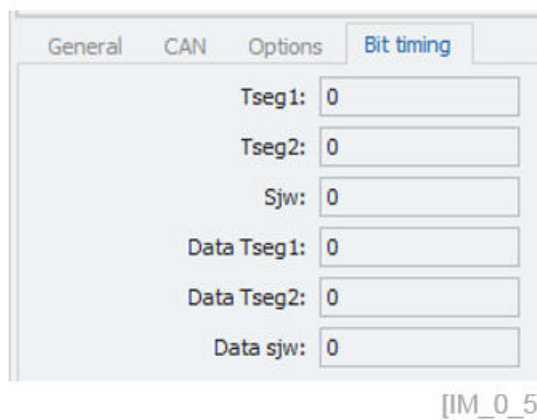 General CAN Options Bit timing
Tseg1: 0
Tseg2: 0
Sjw: 0
Data Tseg1: 0
Data Tseg2: 0
Data sjw: 0
[IM_0_5